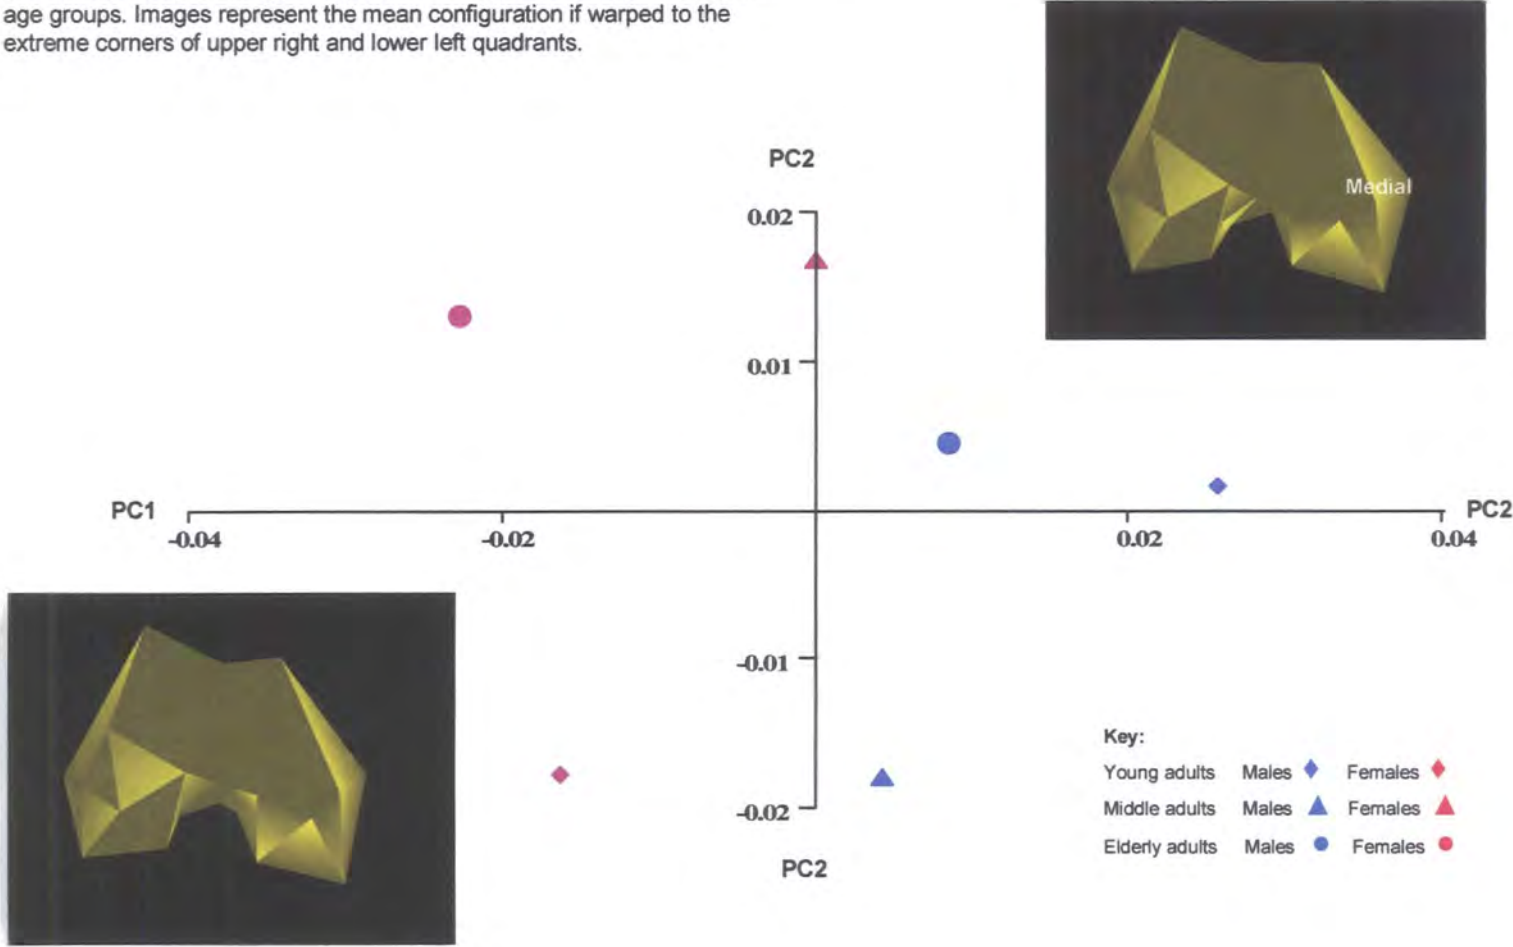 age groups. Images represent the mean configuration if warped to the
extreme corners of upper right and lower left quadrants.
Medial
PC2
0.02
0.01
PC1
PC2
-0.04
-0.02
0.02
0.04
-0.01
-0.02
PC2
Key:
Young adults Males Females
Middle adults Males Females
Elderly adults Males Females